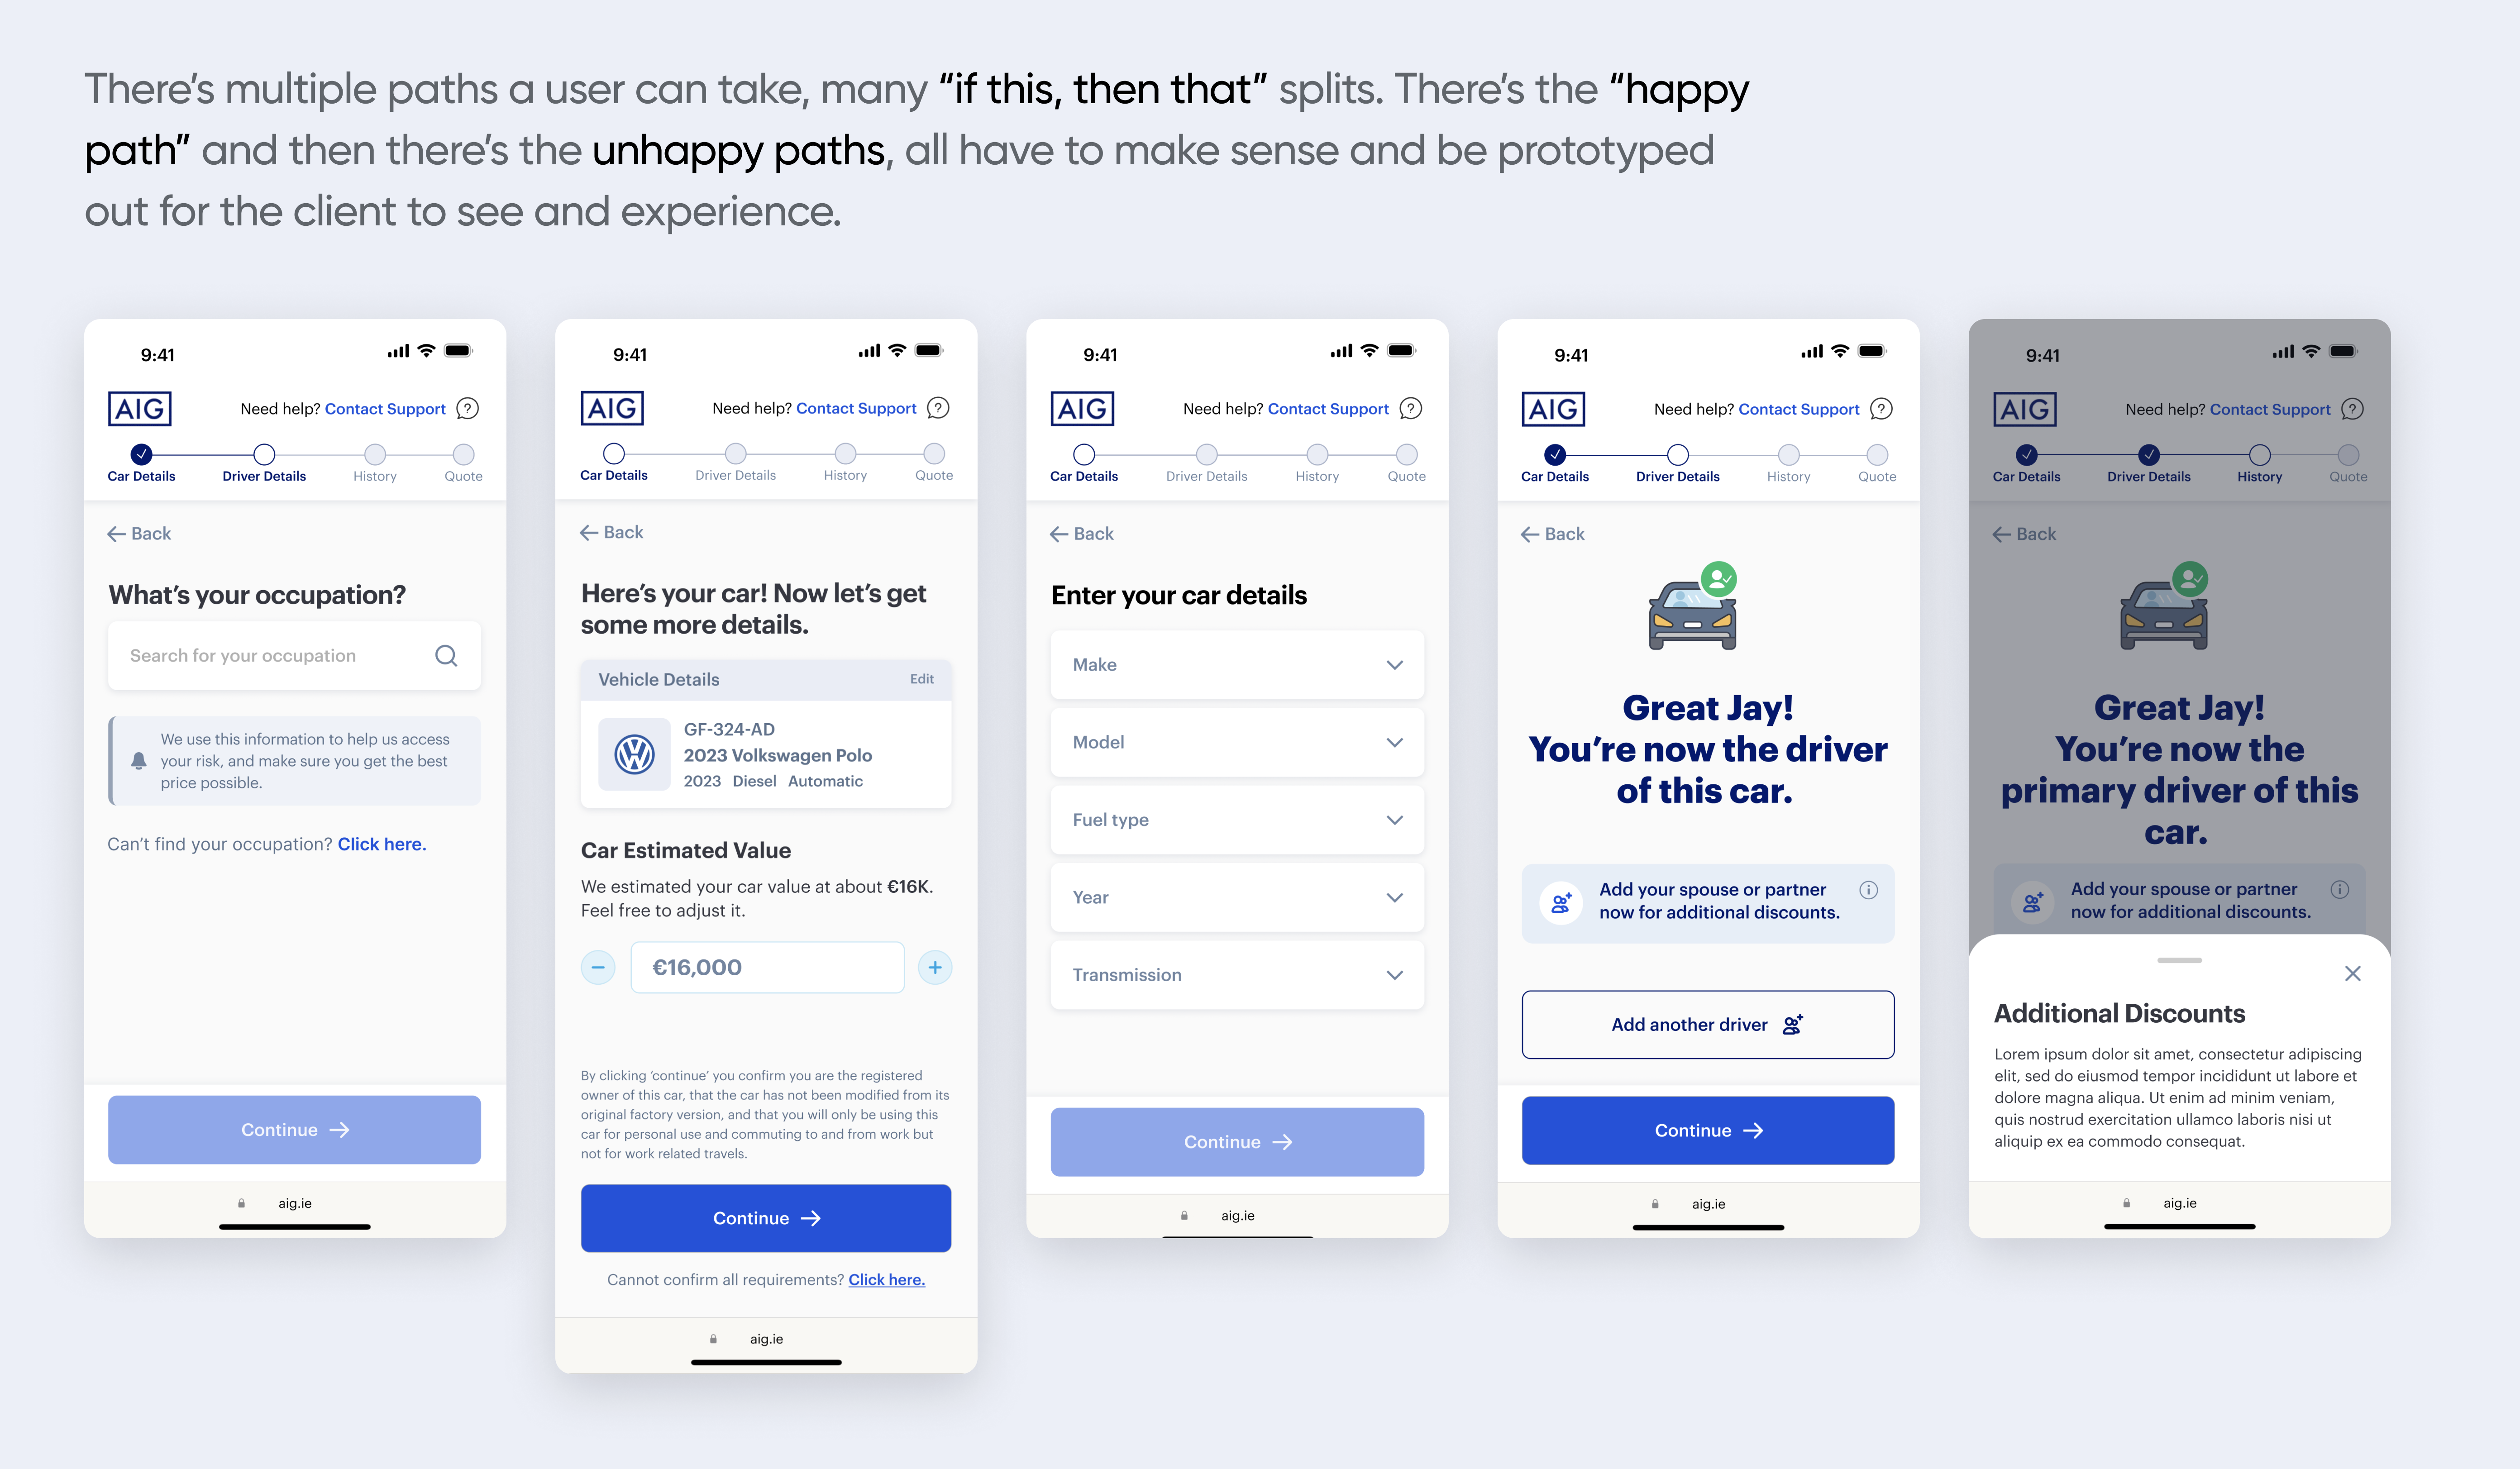 There's multiple paths a user can take, many “if this, then that” splits. There's the “happy
path” and then there's the unhappy paths, all have to make sense and be prototyped
out for the client to see and experience.
9:41
AIG
Need help? Contact Support
?
Car Details
Driver Details
History
Quote
Back
What's your occupation?
Search for your occupation
We use this information to help us access
your risk, and make sure you get the best
price possible.
Can't find your occupation? Click here.
Continue
aig.ie
9:41
AIG
Need help? Contact Support
?
Car Details
Driver Details
History
Quote
Back
Here's your car! Now let's get
some more details.
Vehicle Details
Edit
GF-324-AD
2023 Volkswagen Polo
2023 Diesel Automatic
Car Estimated Value
We estimated your car value at about €16K.
Feel free to adjust it.
€16,000
By clicking ‘continue’ you confirm you are the registered
owner of this car, that the car has not been modified from its
original factory version, and that you will only be using this
car for personal use and commuting to and from work but
not for work related travels.
Continue
Cannot confirm all requirements? Click here.
aig.ie
9:41
AIG
Need help? Contact Support
?
Car Details
Driver Details
History
Quote
Back
Enter your car details
Make
Model
Fuel type
Year
Transmission
Continue
aig.ie
9:41
AIG
Need help? Contact Support
?
Car Details
Driver Details
History
Quote
Back
Great Jay!
You're now the driver
of this car.
Add your spouse or partner
now for additional discounts.
Add another driver
Continue
aig.ie
9:41
AIG
Need help? Contact Support
?
Car Details
Driver Details
History
Quote
Back
Great Jay!
You're now the
primary driver of this
car.
Add your spouse or partner
now for additional discounts.
Additional Discounts
Lorem ipsum dolor sit amet, consectetur adipiscing
elit, sed do eiusmod tempor incididunt ut labore et
dolore magna aliqua. Ut enim ad minim veniam,
quis nostrud exercitation ullamco laboris nisi ut
aliquip ex ea commodo consequat.
aig.ie